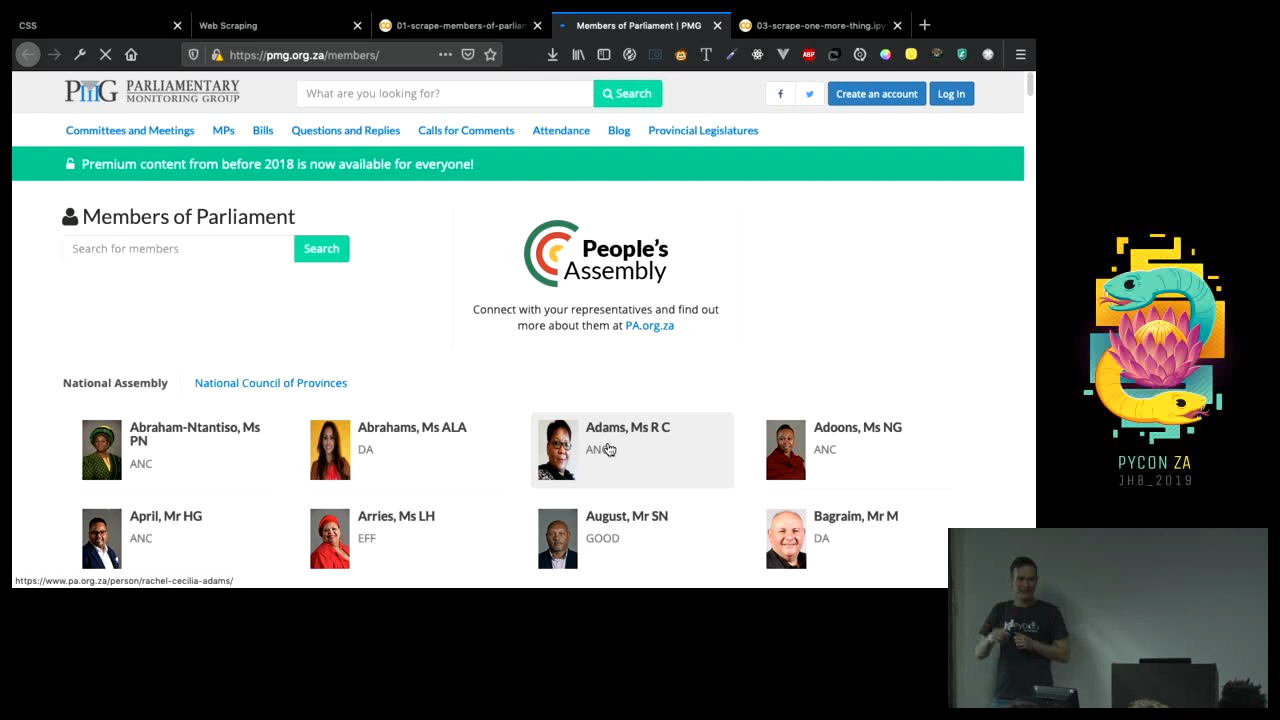 CSS
Web Scraping
01-scrape-members-of-parliam
Members of Parliament | PMG
03-scrape-one-more-thing.ipy
https://pmg.org.za/members/
ABP
PMG PARLIAMENTARY
MONITORING GROUP
What are you looking for?
Search
Create an account
Log In
Committees and Meetings
MPs
Bills
Questions and Replies
Calls for Comments
Attendance
Blog
Provincial Legislatures
Premium content from before 2018 is now available for everyone!
Members of Parliament
Search for members
Search
People's
Assembly
Connect with your representatives and find out
more about them at PA.org.za
National Assembly
National Council of Provinces
Abraham-Ntantiso, Ms
PN
ANC
Abrahams, Ms ALA
DA
Adams, Ms R C
ANC
Adoons, Ms NG
ANC
April, Mr HG
ANC
Arries, Ms LH
EFF
August, Mr SN
GOOD
Bagraim, Mr M
DA
https://www.pa.org.za/person/rachel-cecilia-adams/
PYCON ZA
JHB_2019